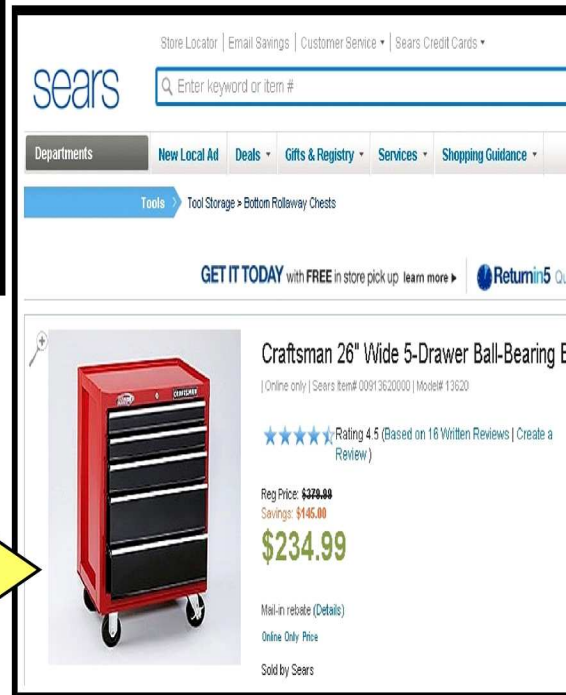 Store Locator | Email Savings | Customer Service | Sears Credit Cards
sears
Enter keyword or item #
Departments New Local Ad Deals Gifts & Registry Services Shopping Guidance
Tools Tool Storage > Bottom Rollaway Chests
GET IT TODAY with FREE in store pick up learn more Returnin5
Craftsman 26" Wide 5-Drawer Ball-Bearing
| Online only | Sears Item# 00913620000 | Model# 13620
CRAFTSMAN
Rating 4.5 (Based on 16 Written Reviews | Create a
Review)
Reg Price: $379.99
Savings: $145.00
$234.99
Mail-in rebate (Details)
Online Only Price
Sold by Sears